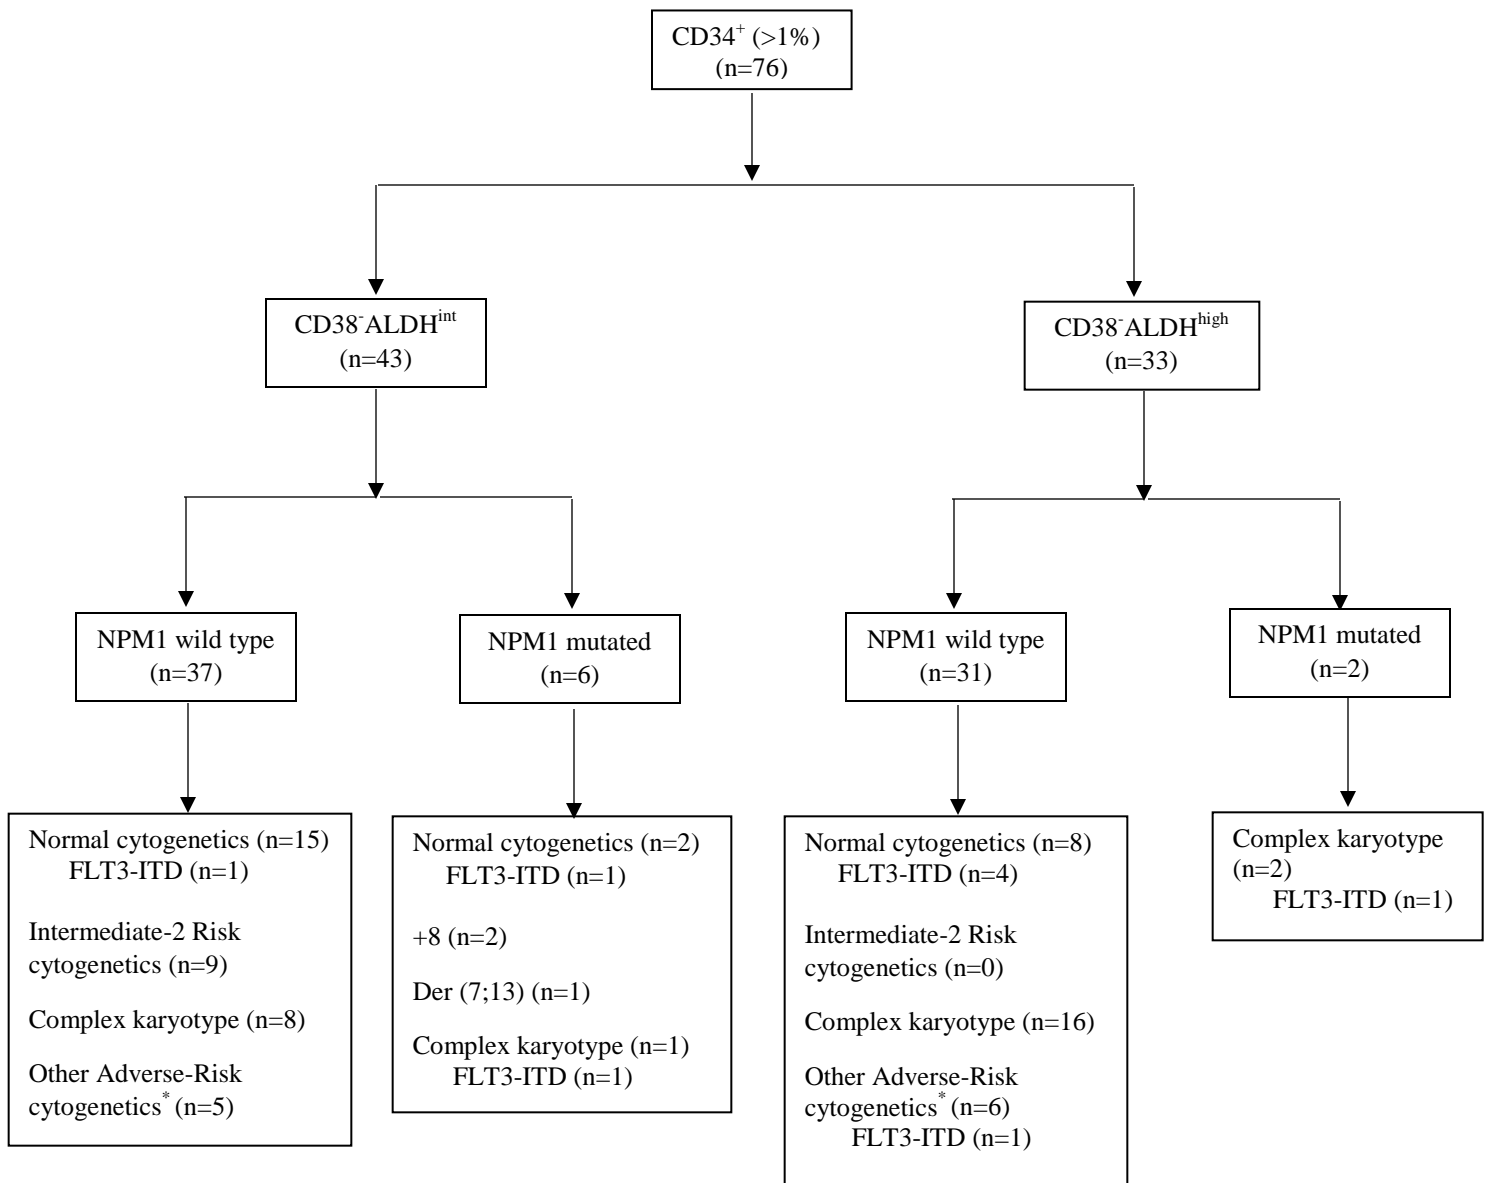 CD34⁺ (>1%)
(n=76)
CD38⁻ALDHⁱⁿᵗ
(n=43)
CD38⁻ALDHʰⁱᵍʰ
(n=33)
NPM1 wild type
(n=37)
NPM1 mutated
(n=6)
NPM1 wild type
(n=31)
NPM1 mutated
(n=2)
Normal cytogenetics (n=15)
FLT3-ITD (n=1)
Intermediate-2 Risk
cytogenetics (n=9)
Complex karyotype (n=8)
Other Adverse-Risk
cytogenetics* (n=5)
Normal cytogenetics (n=2)
FLT3-ITD (n=1)
+8 (n=2)
Der (7;13) (n=1)
Complex karyotype (n=1)
FLT3-ITD (n=1)
Normal cytogenetics (n=8)
FLT3-ITD (n=4)
Intermediate-2 Risk
cytogenetics (n=0)
Complex karyotype (n=16)
Other Adverse-Risk
cytogenetics* (n=6)
FLT3-ITD (n=1)
Complex karyotype
(n=2)
FLT3-ITD (n=1)